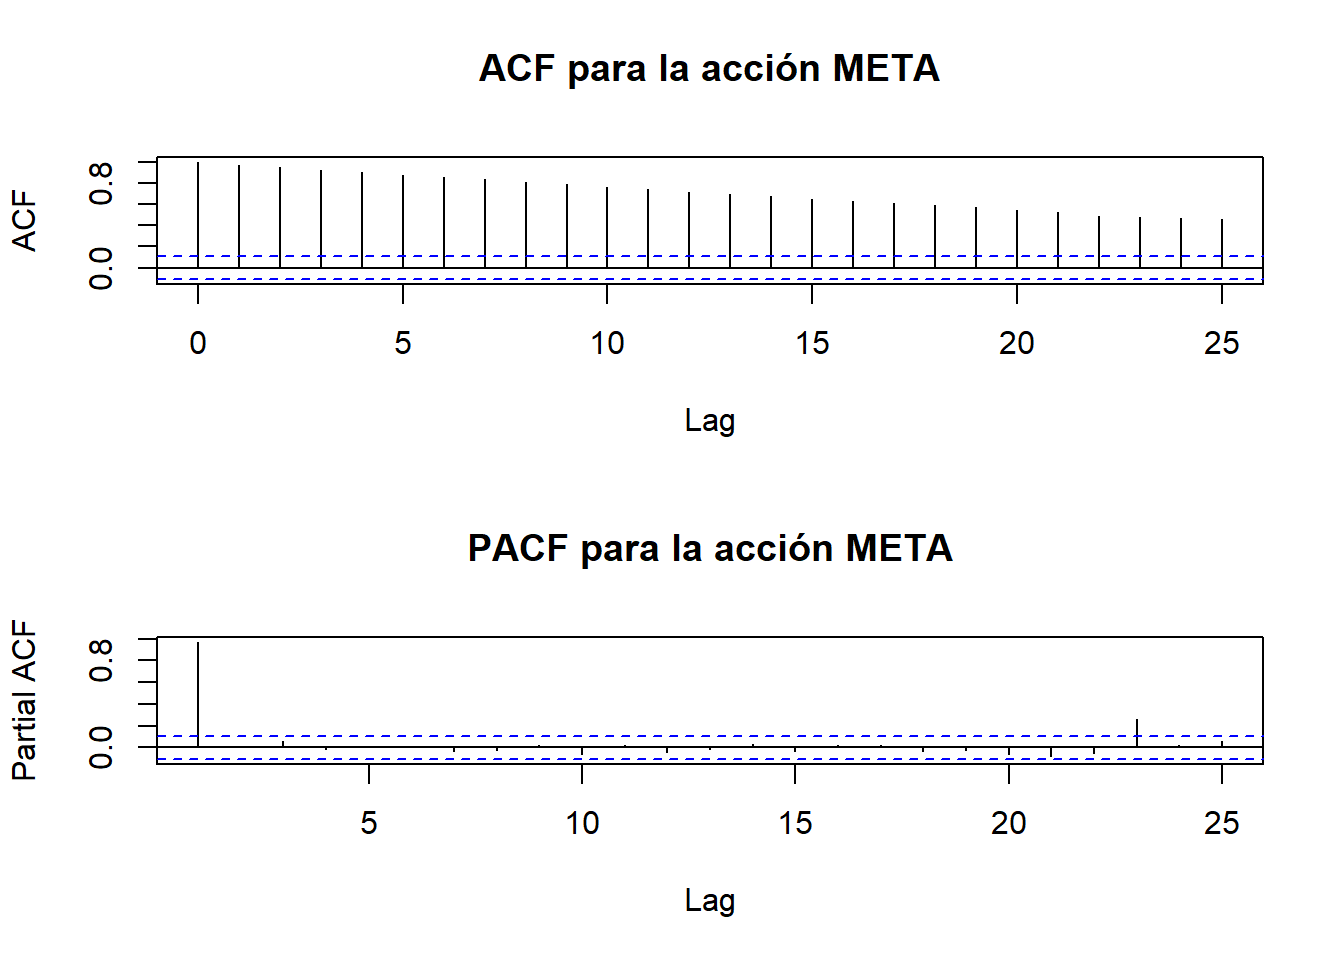 ACF para la acción META
ACF
0.8
0.0
0 5 10 15 20 25
Lag
PACF para la acción META
Partial ACF
0.8
0.0
5 10 15 20 25
Lag